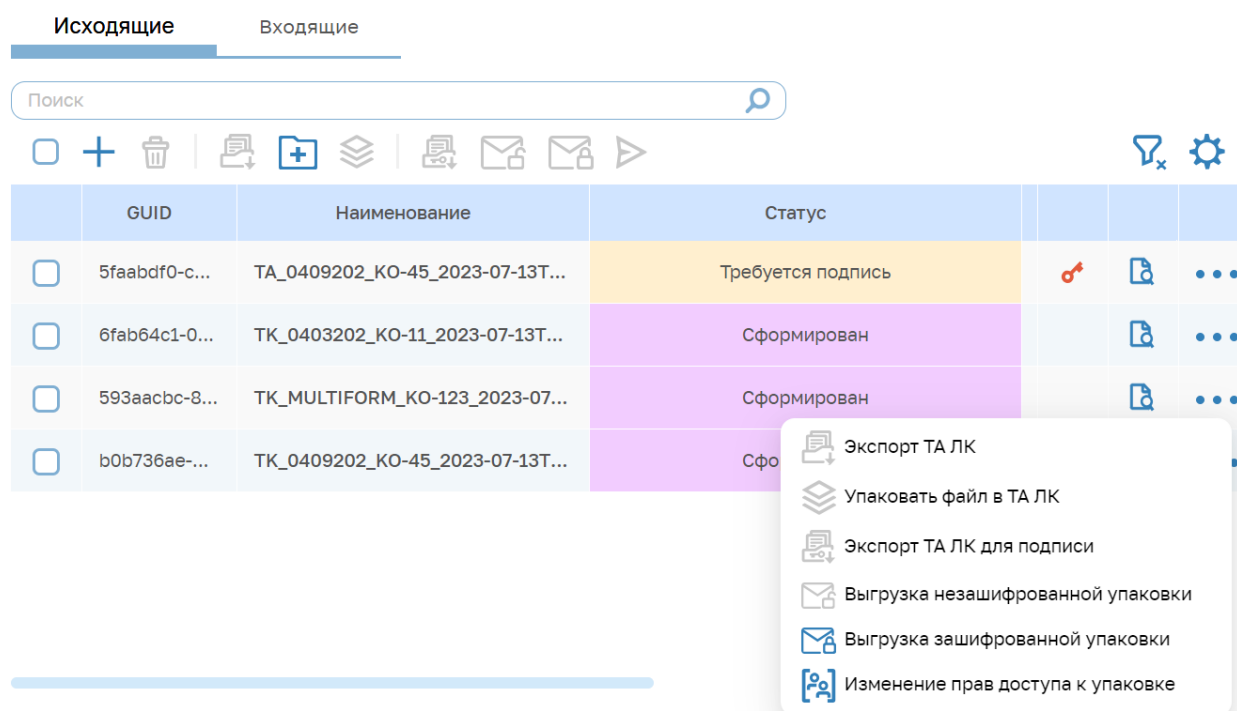 Исходящие Входящие
Поиск
GUID Наименование Статус
5faabdf0-c... TA_0409202_KO-45_2023-07-13T... Требуется подпись
6fab64c1-0... TK_0403202_KO-11_2023-07-13T... Сформирован
593aacbc-8... TK_MULTIFORM_KO-123_2023-07... Сформирован
b0b736ae-... TK_0409202_KO-45_2023-07-13T... Сфо
Экспорт ТА ЛК
Упаковать файл в ТА ЛК
Экспорт ТА ЛК для подписи
Выгрузка незашифрованной упаковки
Выгрузка зашифрованной упаковки
Изменение прав доступа к упаковке